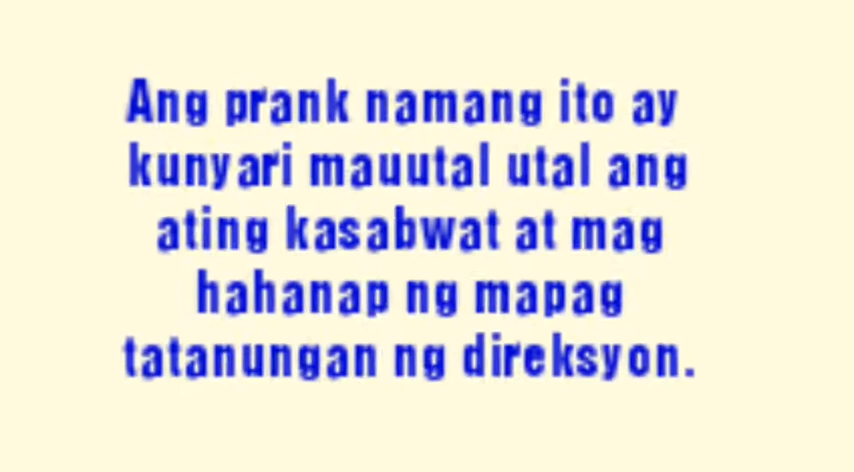 Ang prank namang ito ay
kunyari mauutal utal ang
ating kasabwat at mag
hahanap ng mapag
tatanungan ng direksyon.